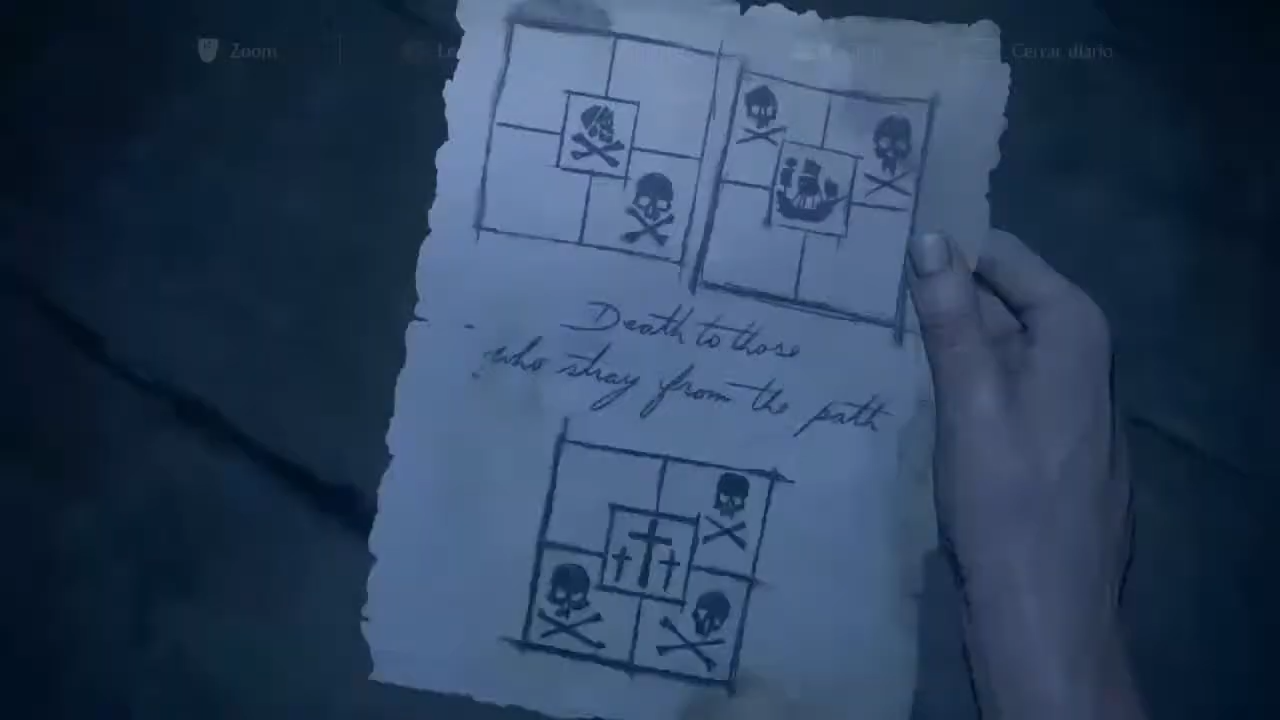 Zoom
Cerrar diario
Death to those
who stray from the path